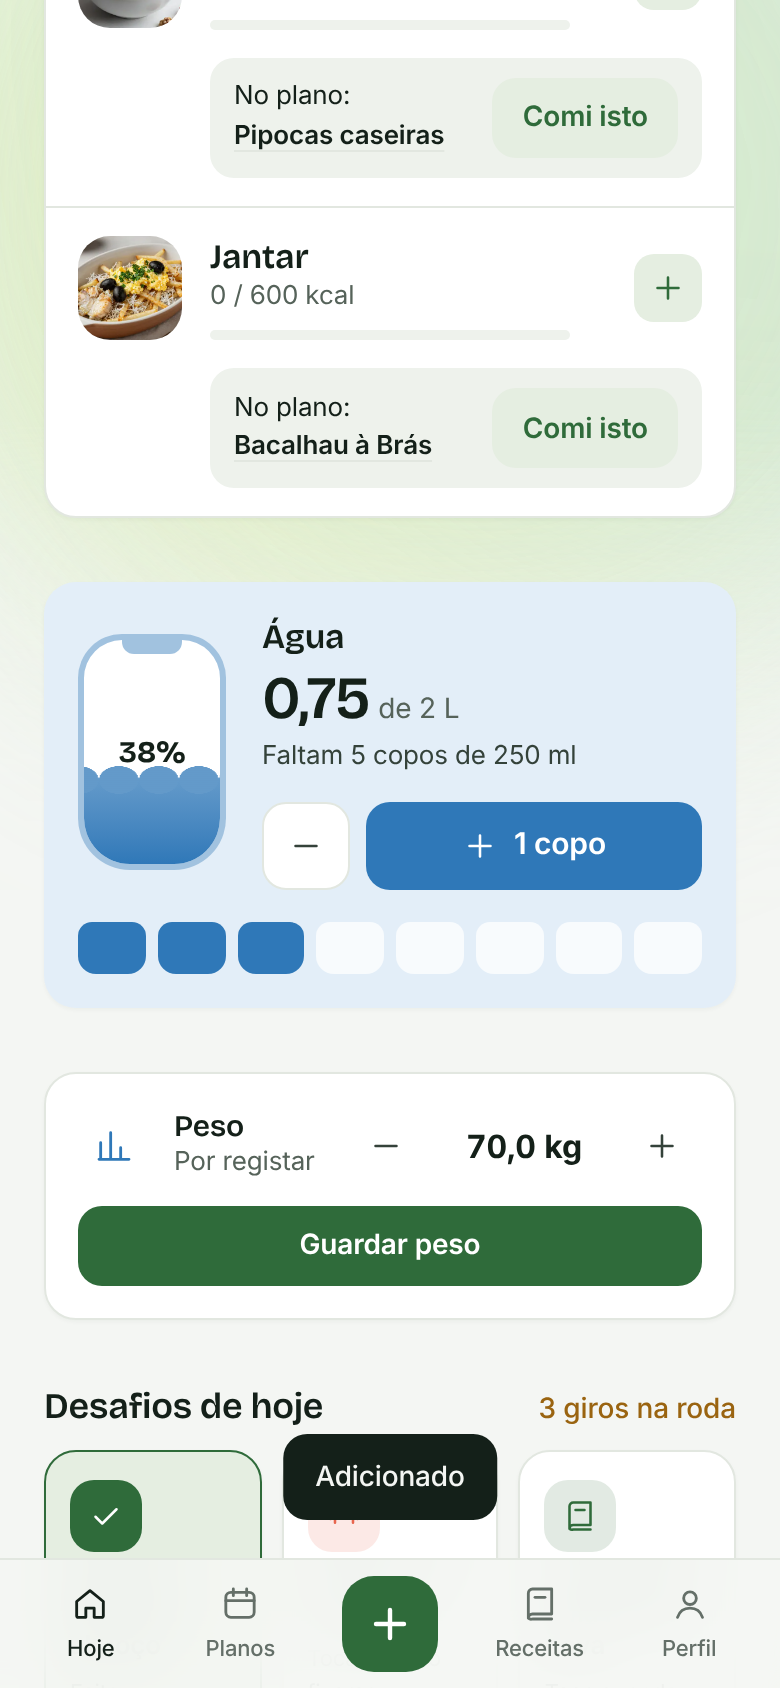 No plano:
Pipocas caseiras
Comi isto
Jantar
0 / 600 kcal
No plano:
Bacalhau à Brás
Comi isto
Água
0,75 de 2 L
38%
Faltam 5 copos de 250 ml
1 copo
Peso
Por registar
70,0 kg
Guardar peso
Desafios de hoje
3 giros na roda
Adicionado
Hoje
Planos
Receitas
Perfil